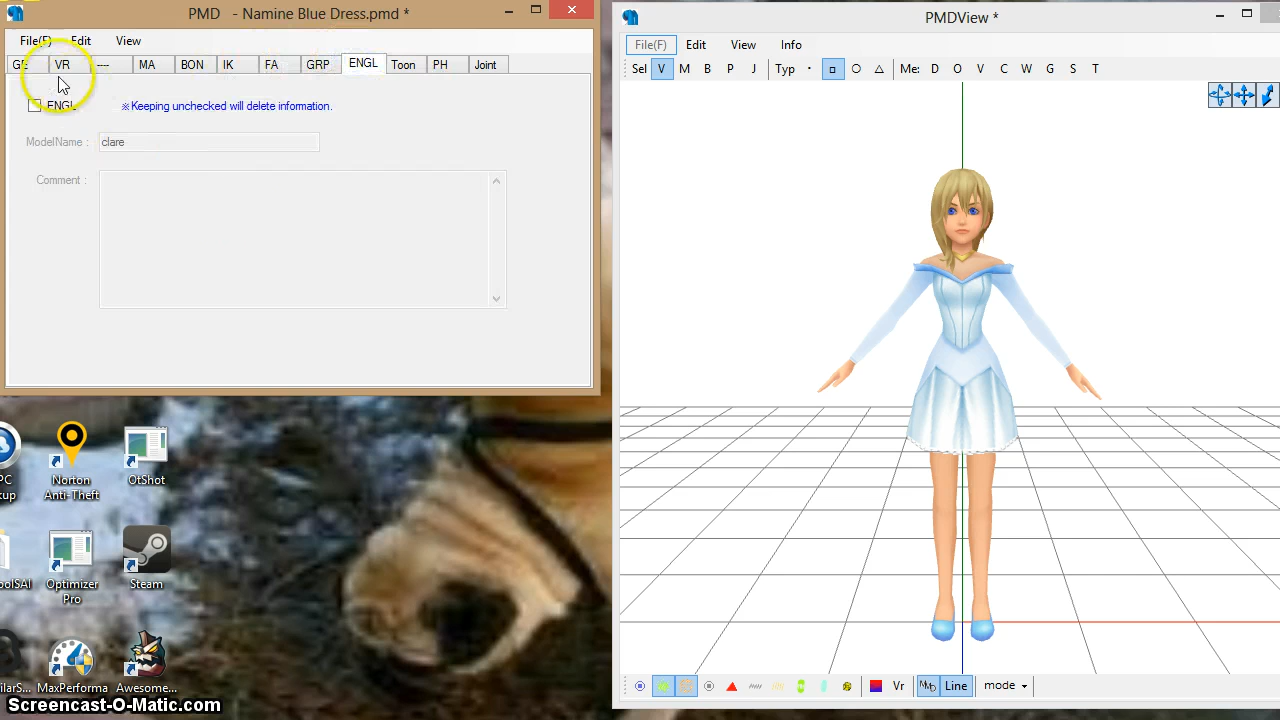 PMD - Namine Blue Dress.pmd *
File(F) Edit View
VR ---- MA BON IK FA GRP ENGL Toon PH Joint
ENGL ※Keeping unchecked will delete infomation.
ModelName : clare
Comment :
PMDView *
File(F) Edit View Info
Sel V M B P J Typ Me: D O V C W G S T
Norton
Anti-Theft
OtShot
Optimizer
Pro
Steam
MaxPerforma
Awesome...
Vr Line mode
Screencast-O-Matic.com